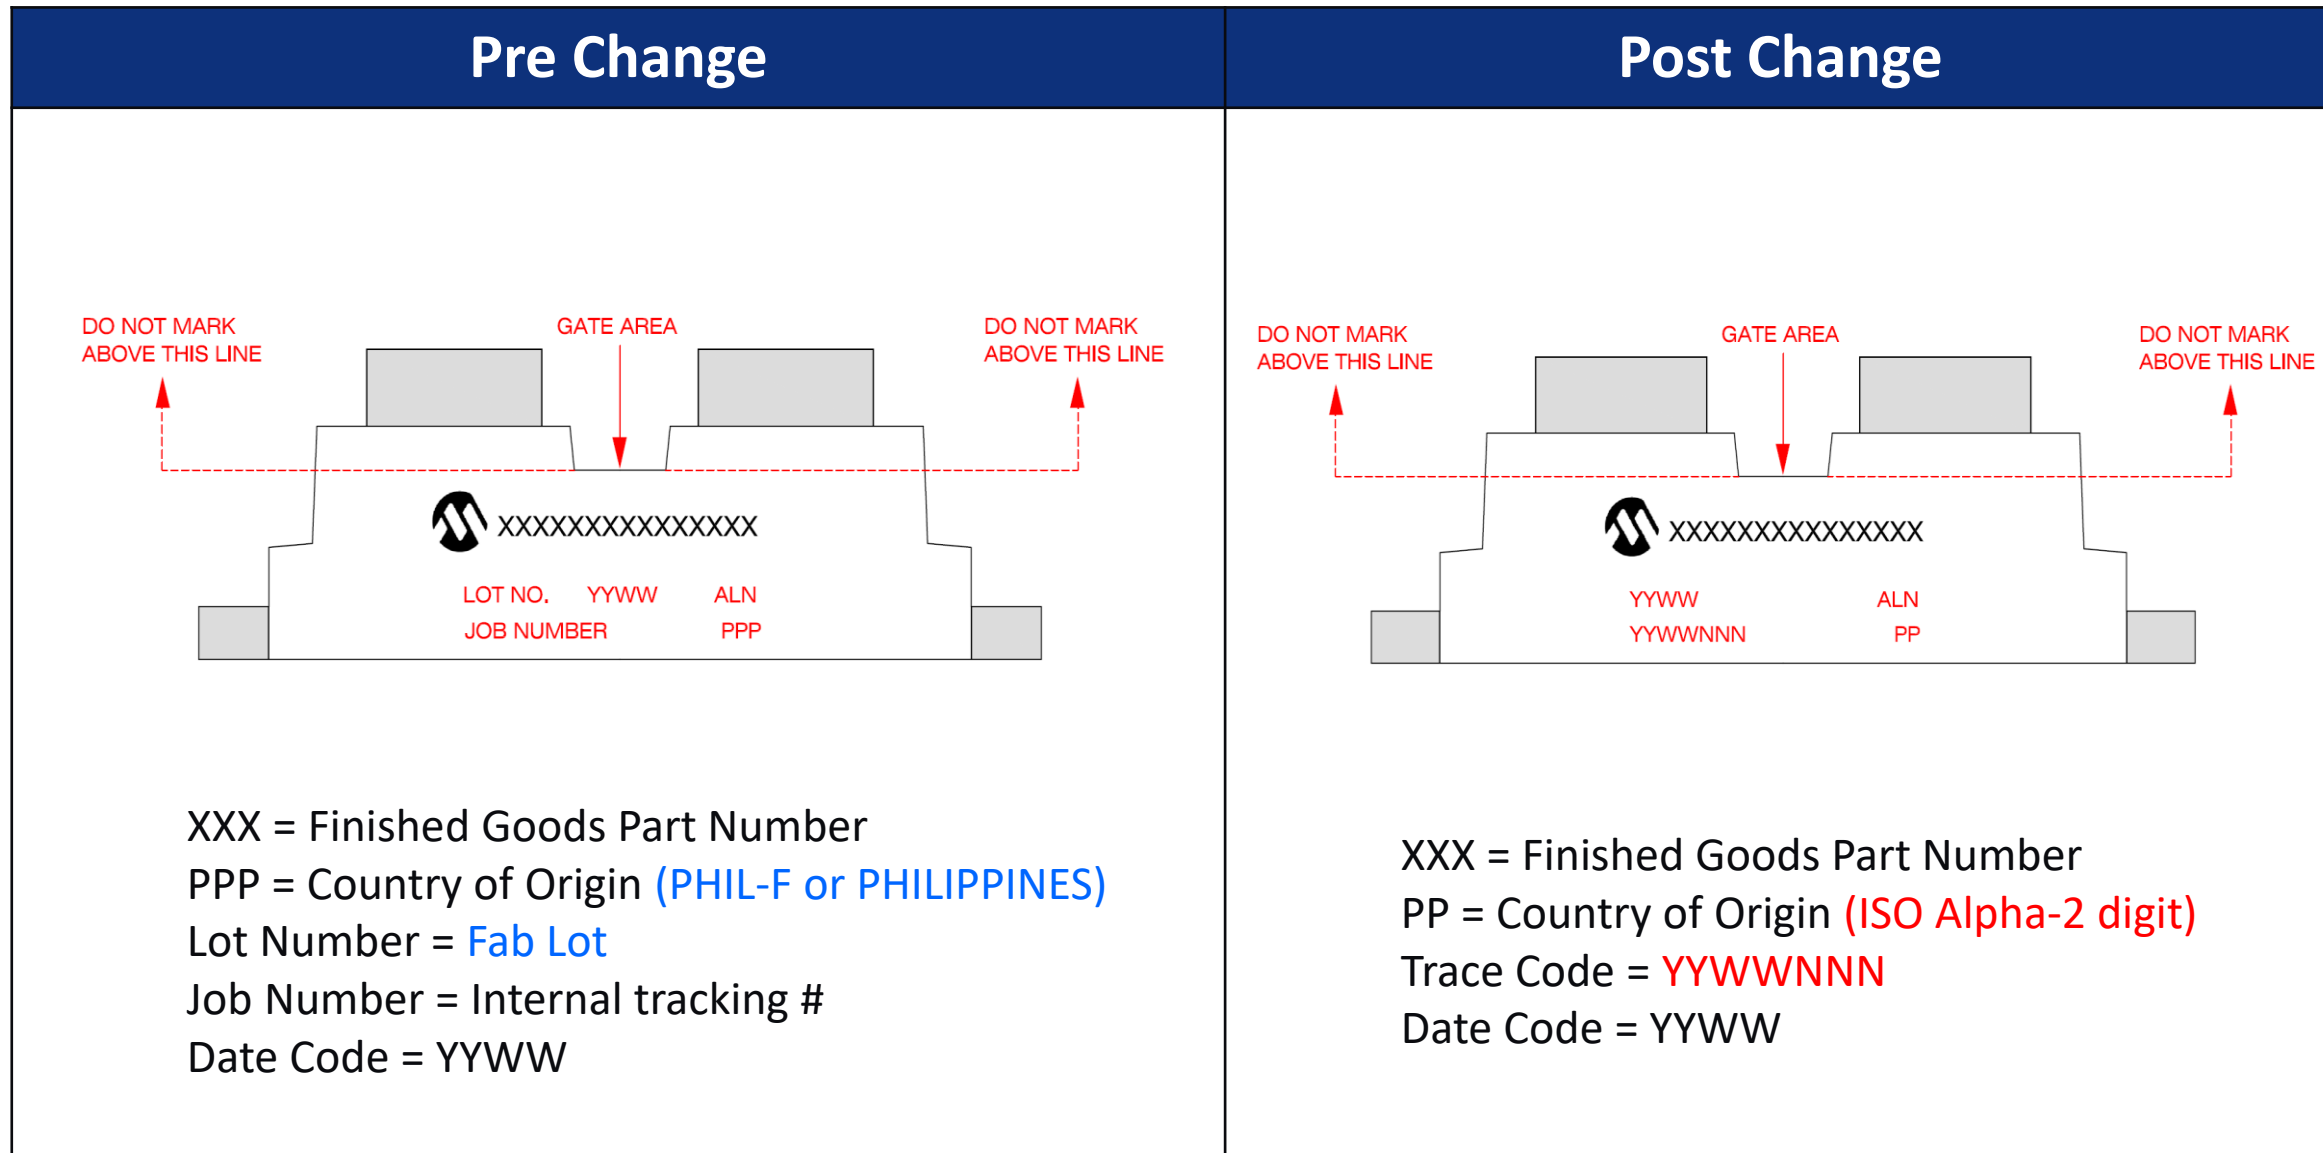 Pre Change
Post Change
DO NOT MARK
ABOVE THIS LINE
GATE AREA
DO NOT MARK
ABOVE THIS LINE
XXXXXXXXXXXXXXX
LOT NO. YYWW ALN
JOB NUMBER PPP
XXX = Finished Goods Part Number
PPP = Country of Origin (PHIL-F or PHILIPPINES)
Lot Number = Fab Lot
Job Number = Internal tracking #
Date Code = YYWW
DO NOT MARK
ABOVE THIS LINE
GATE AREA
DO NOT MARK
ABOVE THIS LINE
XXXXXXXXXXXXXXX
YYWW ALN
YYWWNNN PP
XXX = Finished Goods Part Number
PP = Country of Origin (ISO Alpha-2 digit)
Trace Code = YYWWNNN
Date Code = YYWW